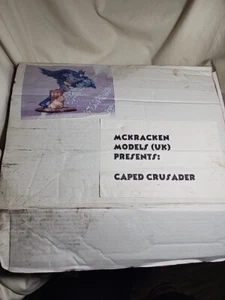 MCKRACKEN
MODELS (UK)
PRESENTS:
CAPED CRUSADER